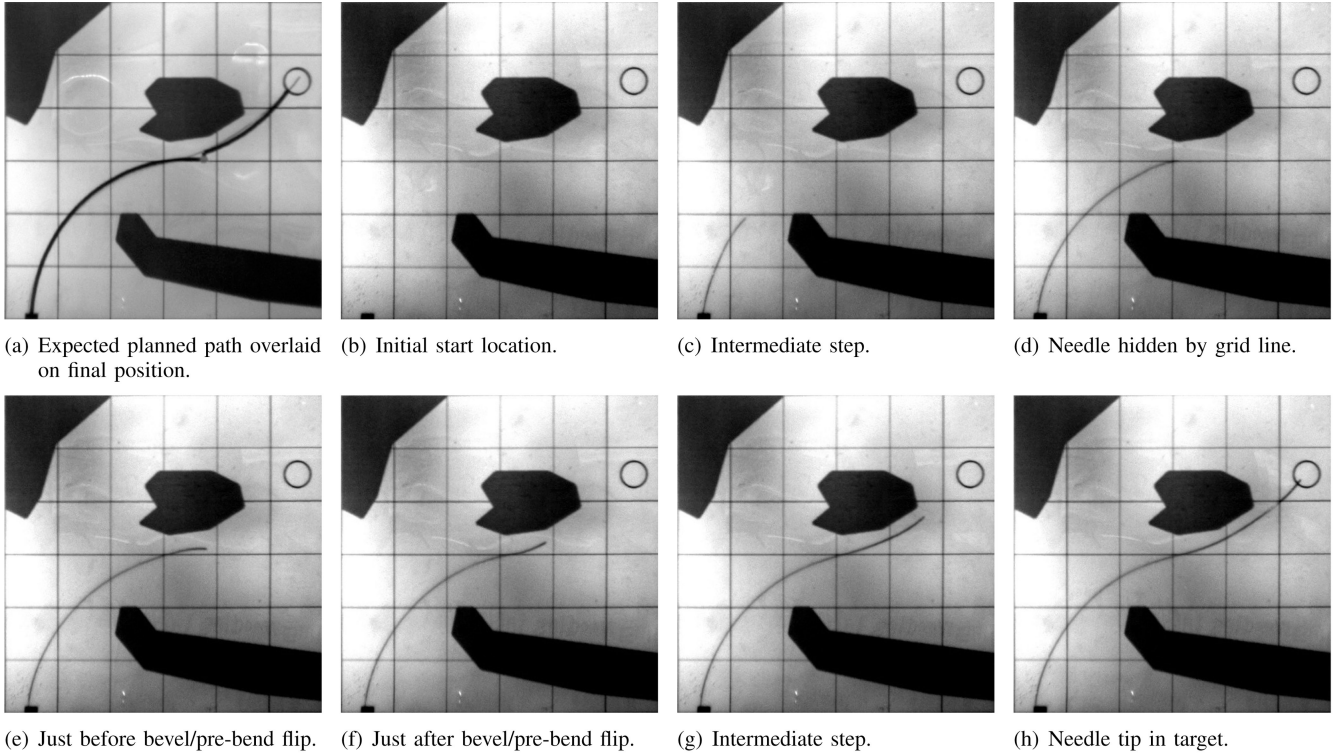 (a) Expected planned path overlaid
on final position.
(b) Initial start location.
(c) Intermediate step.
(d) Needle hidden by grid line.
(e) Just before bevel/pre-bend flip.
(f) Just after bevel/pre-bend flip.
(g) Intermediate step.
(h) Needle tip in target.